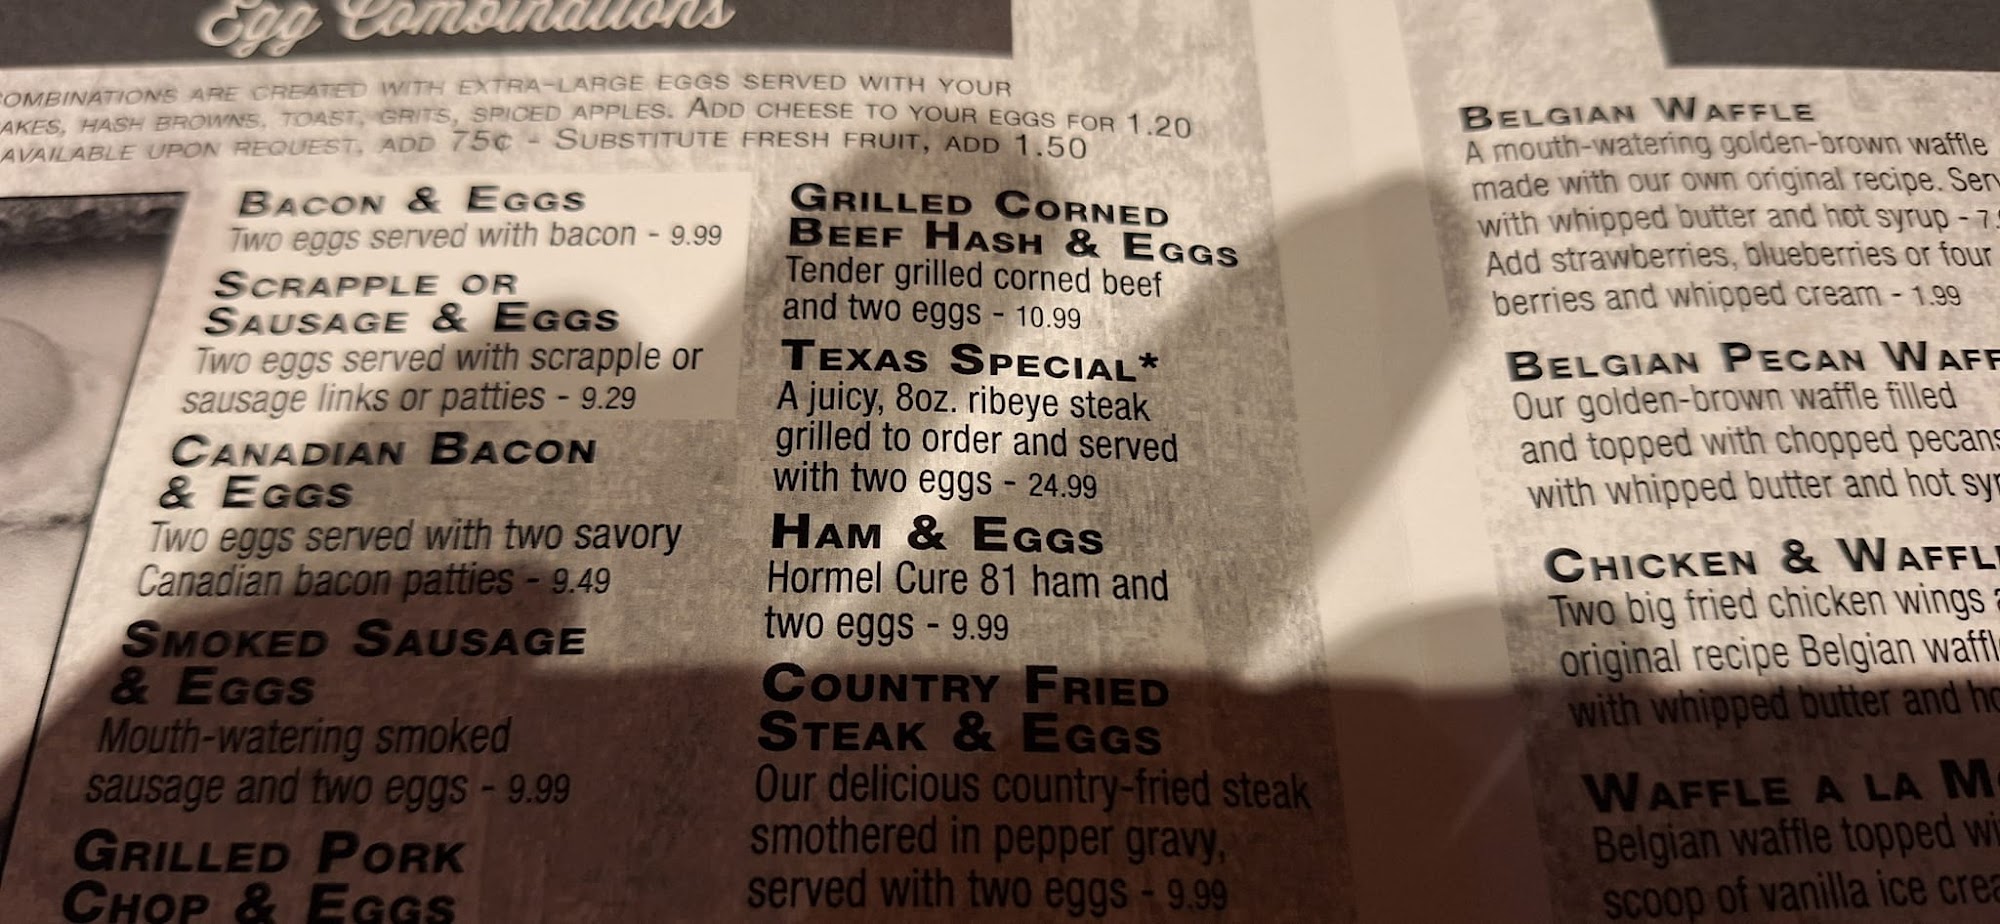 Egg Combinations
COMBINATIONS ARE CREATED WITH EXTRA-LARGE EGGS SERVED WITH YOUR
HASH BROWNS, TOAST, GRITS, SPICED APPLES. ADD CHEESE TO YOUR EGGS FOR 1.20
AVAILABLE UPON REQUEST, ADD 75¢ - SUBSTITUTE FRESH FRUIT, ADD 1.50
BACON & EGGS
Two eggs served with bacon - 9.99
SCRAPPLE OR
SAUSAGE & EGGS
Two eggs served with scrapple or
sausage links or patties - 9.29
CANADIAN BACON
& EGGS
Two eggs served with two savory
Canadian bacon patties - 9.49
SMOKED SAUSAGE
& EGGS
Mouth-watering smoked
sausage and two eggs - 9.99
GRILLED PORK
CHOP & EGGS
GRILLED CORNED
BEEF HASH & EGGS
Tender grilled corned beef
and two eggs - 10.99
TEXAS SPECIAL*
A juicy, 8oz. ribeye steak
grilled to order and served
with two eggs - 24.99
HAM & EGGS
Hormel Cure 81 ham and
two eggs - 9.99
COUNTRY FRIED
STEAK & EGGS
Our delicious country-fried steak
smothered in pepper gravy,
served with two eggs - 9.99
BELGIAN WAFFLE
A mouth-watering golden-brown waffle
made with our own original recipe.
with whipped butter and hot syrup -
Add strawberries, blueberries or four
berries and whipped cream - 1.99
BELGIAN PECAN
Our golden-brown waffle filled
and topped with chopped pecans
with whipped butter and hot
CHICKEN &
Two big fried chicken wings
original recipe Belgian
with whipped butter and
WAFFLE A LA
Belgian waffle topped
scoop of vanilla ice